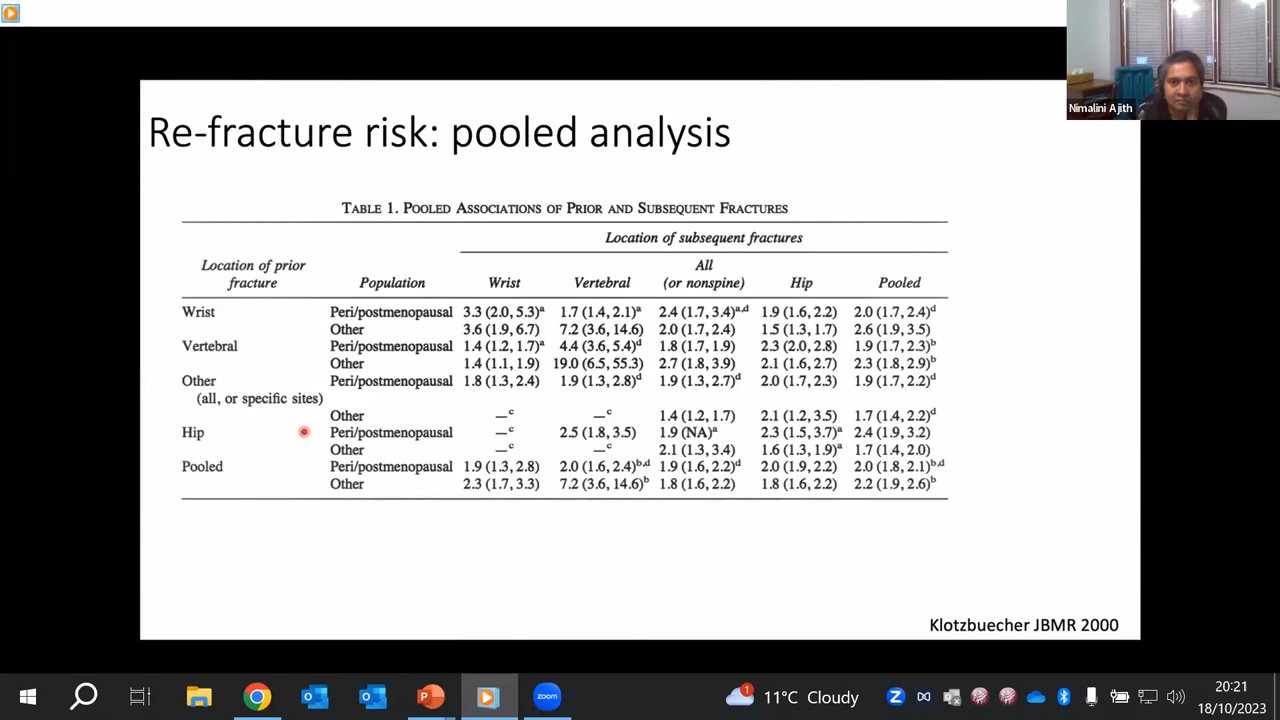 Nimalini Ajith
Re-fracture risk: pooled analysis
TABLE 1. POOLED ASSOCIATIONS OF PRIOR AND SUBSEQUENT FRACTURES
Location of subsequent fractures
Location of prior fracture Population Wrist Vertebral All (or nonspine) Hip Pooled
Wrist Peri/postmenopausal 3.3 (2.0, 5.3)a 1.7 (1.4, 2.1)a 2.4 (1.7, 3.4)a,d 1.9 (1.6, 2.2) 2.0 (1.7, 2.4)d
Other 3.6 (1.9, 6.7) 7.2 (3.6, 14.6) 2.0 (1.7, 2.4) 1.5 (1.3, 1.7) 2.6 (1.9, 3.5)
Vertebral Peri/postmenopausal 1.4 (1.2, 1.7)a 4.4 (3.6, 5.4)d 1.8 (1.7, 1.9) 2.3 (2.0, 2.8) 1.9 (1.7, 2.3)b
Other 1.4 (1.1, 1.9) 19.0 (6.5, 55.3) 2.7 (1.8, 3.9) 2.1 (1.6, 2.7) 2.3 (1.8, 2.9)b
Other Peri/postmenopausal 1.8 (1.3, 2.4) 1.9 (1.3, 2.8)d 1.9 (1.3, 2.7)d 2.0 (1.7, 2.3) 1.9 (1.7, 2.2)d
(all, or specific sites)
Other —c —c 1.4 (1.2, 1.7) 2.1 (1.2, 3.5) 1.7 (1.4, 2.2)d
Hip Peri/postmenopausal —c 2.5 (1.8, 3.5) 1.9 (NA)a 2.3 (1.5, 3.7)a 2.4 (1.9, 3.2)
Other —c —c 2.1 (1.3, 3.4) 1.6 (1.3, 1.9)a 1.7 (1.4, 2.0)
Pooled Peri/postmenopausal 1.9 (1.3, 2.8) 2.0 (1.6, 2.4)b,d 1.9 (1.6, 2.2)d 2.0 (1.9, 2.2) 2.0 (1.8, 2.1)b,d
Other 2.3 (1.7, 3.3) 7.2 (3.6, 14.6)b 1.8 (1.6, 2.2) 1.8 (1.6, 2.2) 2.2 (1.9, 2.6)b
Klotzbuecher JBMR 2000
zoom
1
11°C Cloudy
20:21
18/10/2023